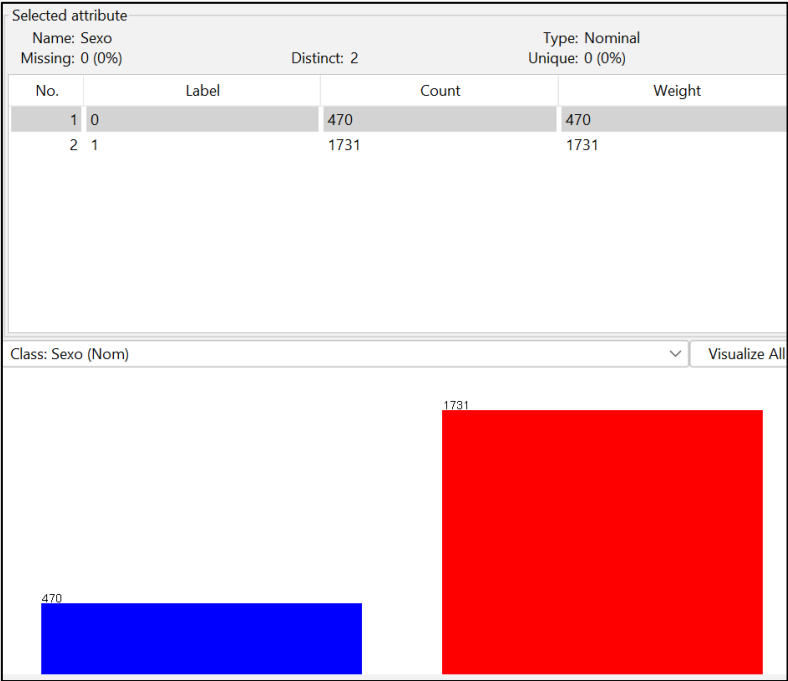 Selected attribute
Name: Sexo Type: Nominal
Missing: 0 (0%) Distinct: 2 Unique: 0 (0%)
No. Label Count Weight
1 0 470 470
2 1 1731 1731
Class: Sexo (Nom) Visualize All
1731
470